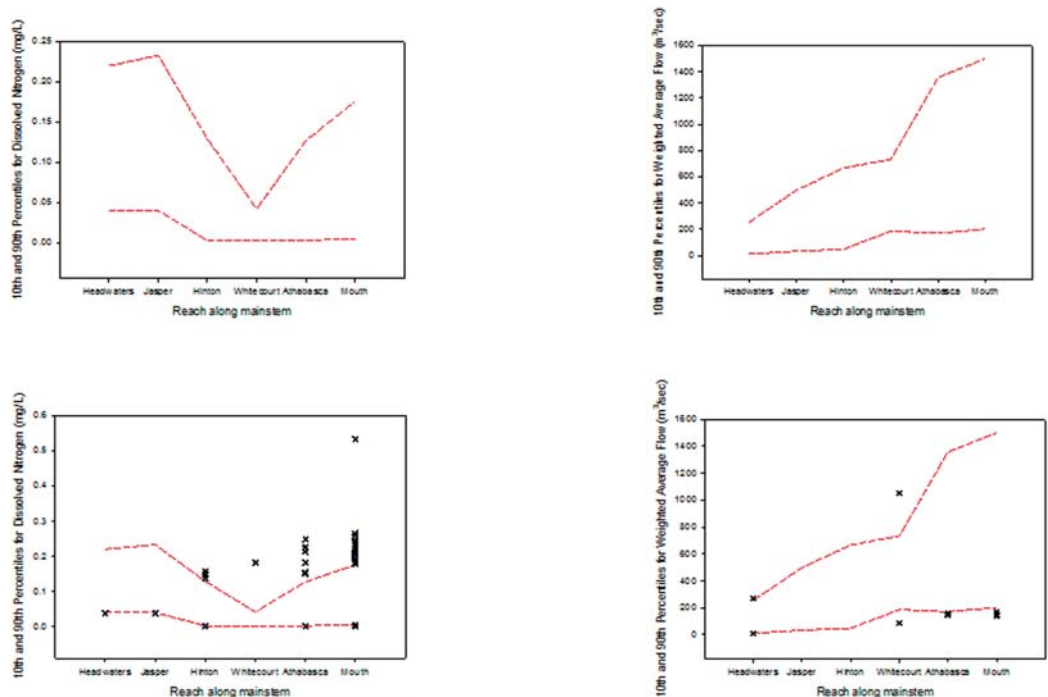 10th and 90th Percentiles for Dissolved Nitrogen (mg/L)
0.25
0.20
0.15
0.10
0.05
0.00
Headwaters Jasper Hinton Whitecourt Athabasca Mouth
Reach along mainstem
10th and 90th Percentiles for Weighted Average Flow (m³/sec)
1600
1400
1200
1000
800
600
400
200
0
Headwaters Jasper Hinton Whitecourt Athabasca Mouth
Reach along mainstem
10th and 90th Percentiles for Dissolved Nitrogen (mg/L)
0.6
0.5
0.4
0.3
0.2
0.1
0.0
Headwaters Jasper Hinton Whitecourt Athabasca Mouth
Reach along mainstem
10th and 90th Percentiles for Weighted Average Flow (m³/sec)
1600
1400
1200
1000
800
600
400
200
0
Headwaters Jasper Hinton Whitecourt Athabasca Mouth
Reach along mainstem